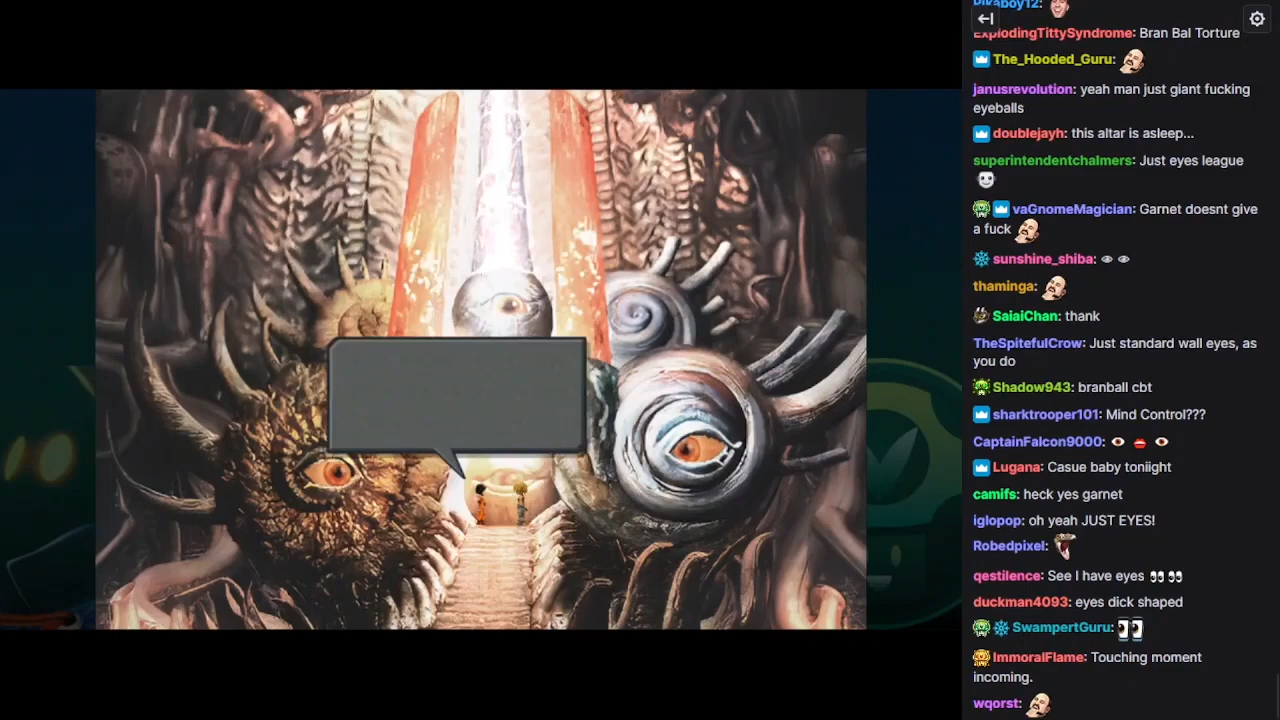 Pikaboy12:
ExplodingTittySyndrome: Bran Bal Torture
The_Hooded_Guru:
janusrevolution: yeah man just giant fucking
eyeballs
doublejayh: this altar is asleep...
superintendentchalmers: Just eyes league
vaGnomeMagician: Garnet doesnt give
a fuck
sunshine_shiba:
thaminga:
SaiaiChan: thank
TheSpitefulCrow: Just standard wall eyes, as
you do
Shadow943: branball cbt
sharktrooper101: Mind Control???
CaptainFalcon9000:
Lugana: Casue baby toniight
camifs: heck yes garnet
iglopop: oh yeah JUST EYES!
Robedpixel:
qestilence: See I have eyes
duckman4093: eyes dick shaped
SwampertGuru:
ImmoralFlame: Touching moment
incoming.
wqorst: